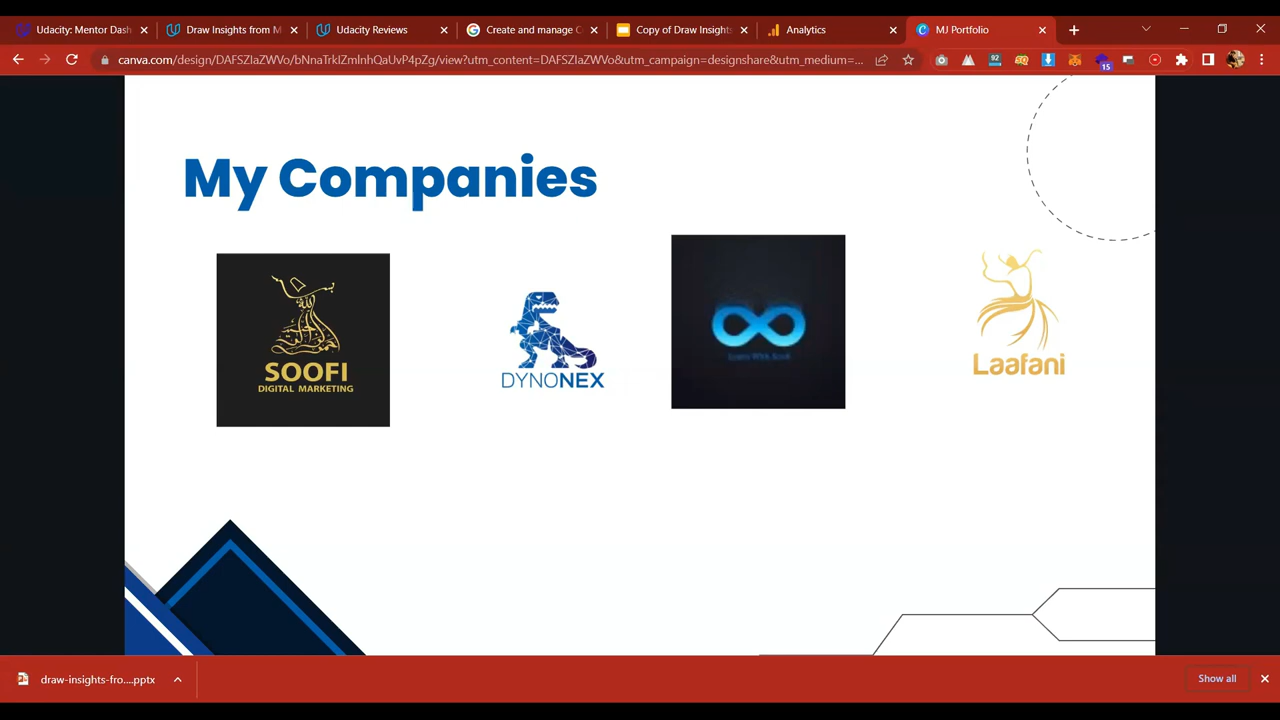 Udacity: Mentor Dash
Draw Insights from M
Udacity Reviews
Create and manage C
Copy of Draw Insights
Analytics
MJ Portfolio
canva.com/design/DAFSZIaZWVo/bNnaTrkIZmlnhQaUvP4pZg/view?utm_content=DAFSZIaZWVo&utm_campaign=designshare&utm_medium=...
92
15
My Companies
SOOFI
DIGITAL MARKETING
DYNONEX
Laafani
draw-insights-fro....pptx
Show all